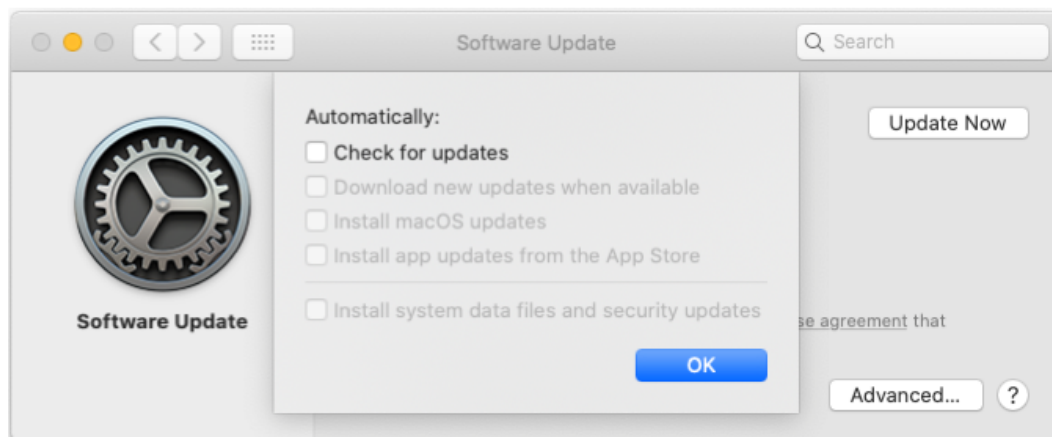 Software Update
Search
Automatically:
Check for updates
Download new updates when available
Install macOS updates
Install app updates from the App Store
Install system data files and security updates
OK
Software Update
Update Now
se agreement that
Advanced...
?